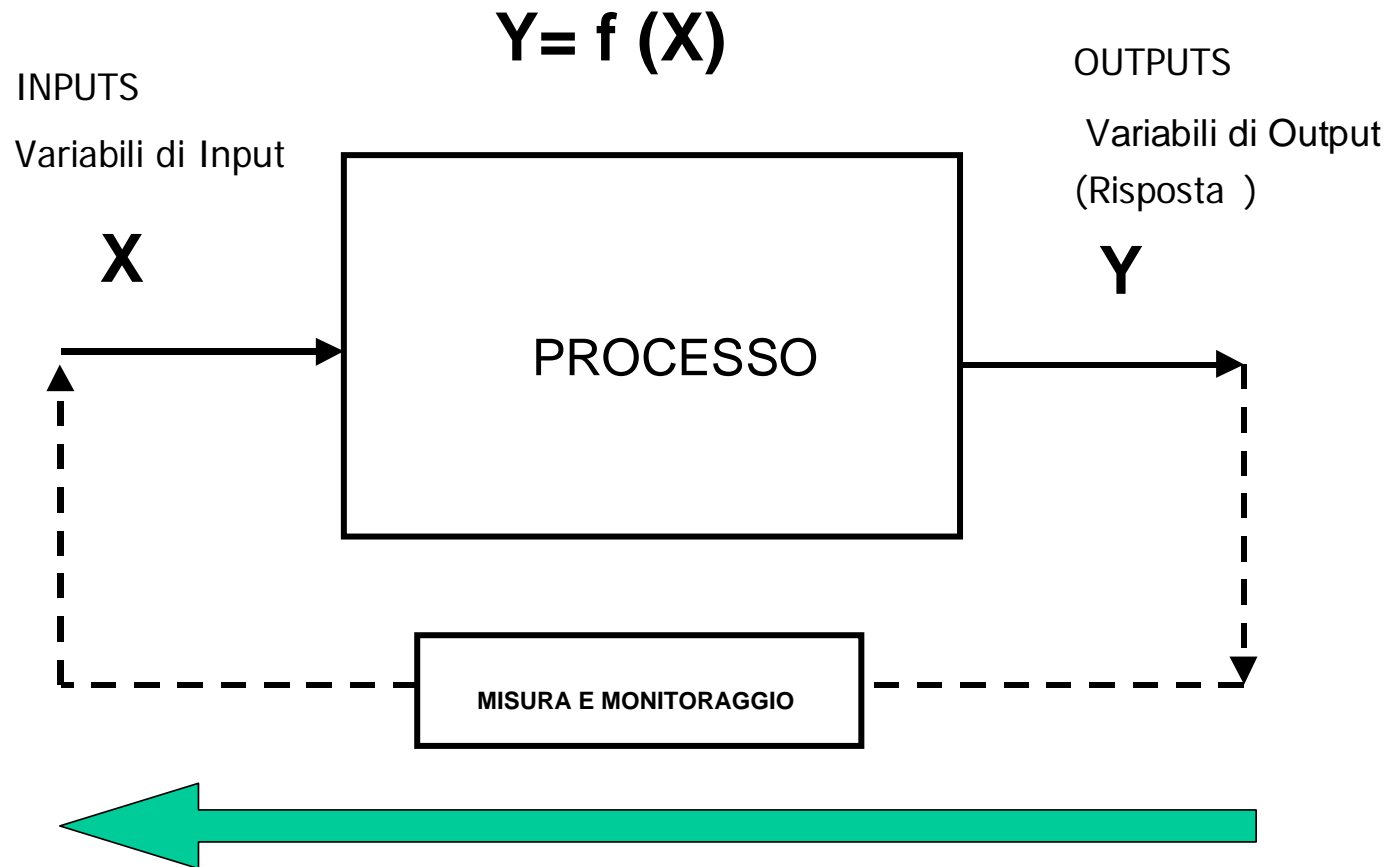 Y= f (X)
INPUTS
Variabili di Input
X
OUTPUTS
Variabili di Output
(Risposta )
Y
PROCESSO
MISURA E MONITORAGGIO